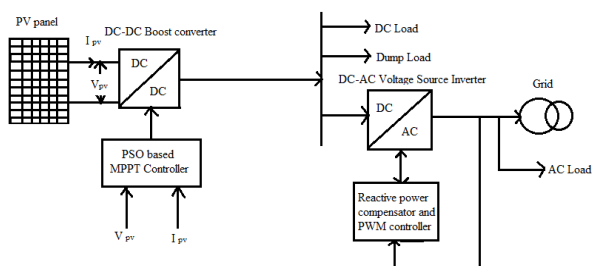 PV panel
DC-DC Boost converter
I pv
V pv
DC
DC
PSO based
MPPT Controller
V pv
I pv
DC Load
Dump Load
DC-AC Voltage Source Inverter
DC
AC
Grid
AC Load
Reactive power
compensator and
PWM controller